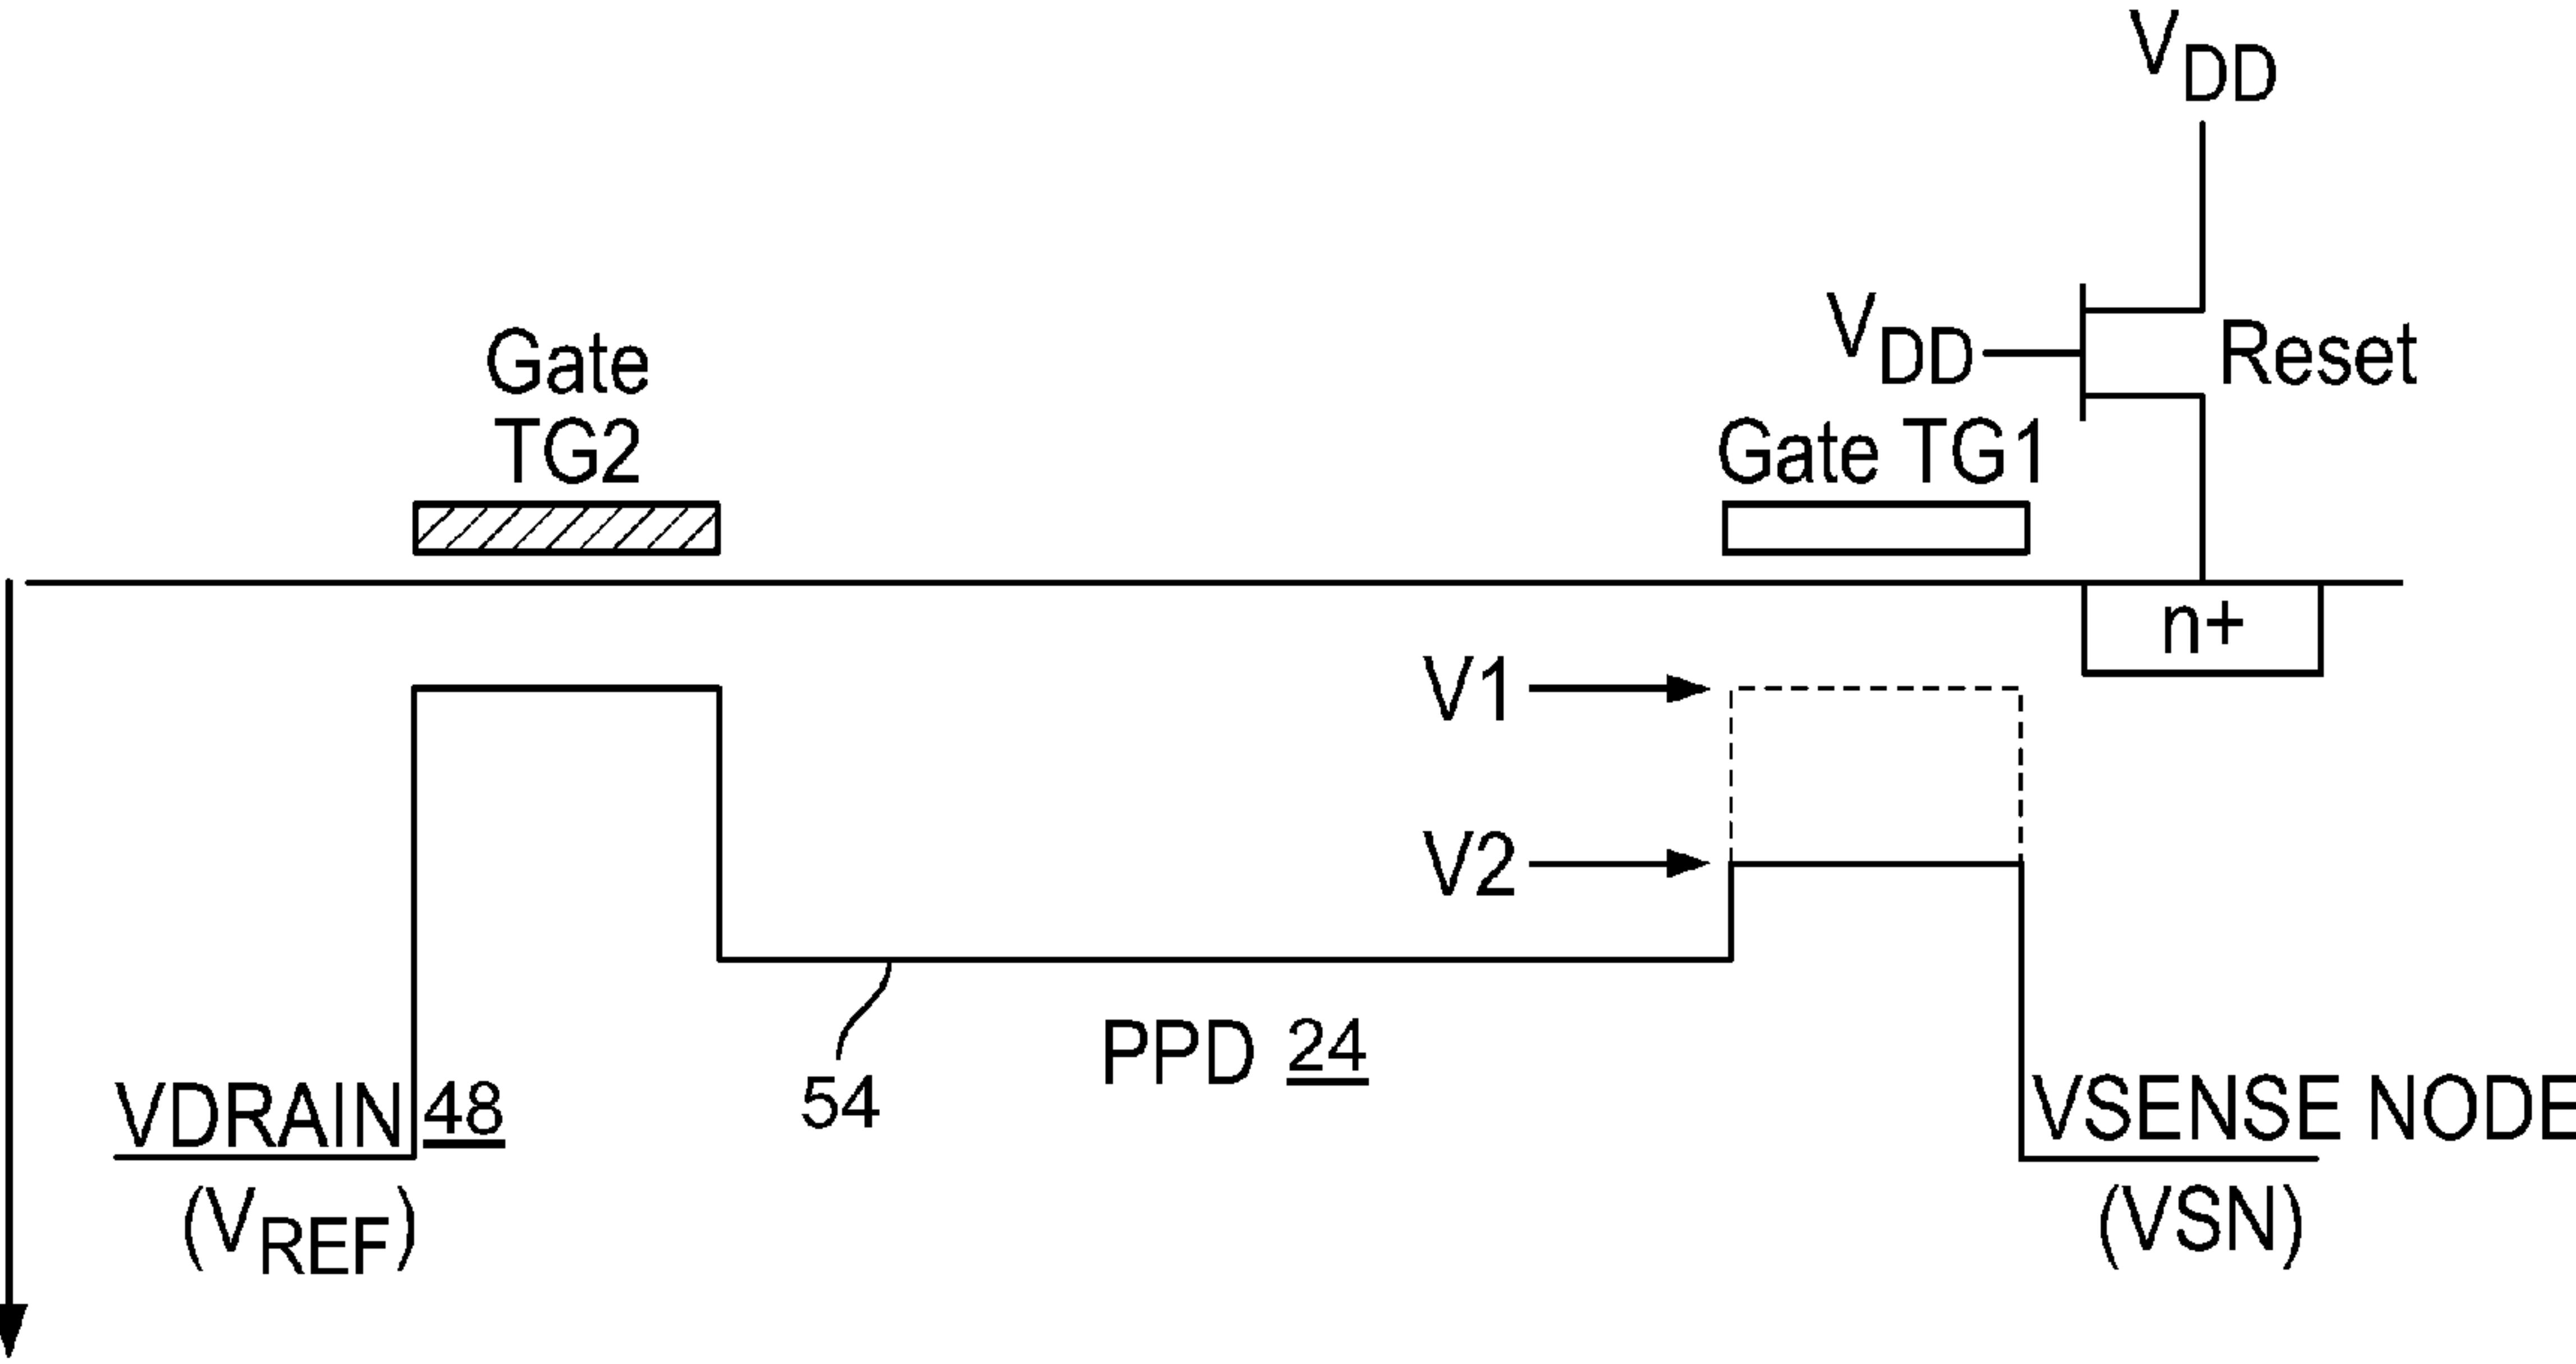 VDD
VDD
Reset
Gate
TG2
Gate TG1
n+
V1
V2
54
PPD 24
VDRAIN 48
(VREF)
VSENSE NODE
(VSN)